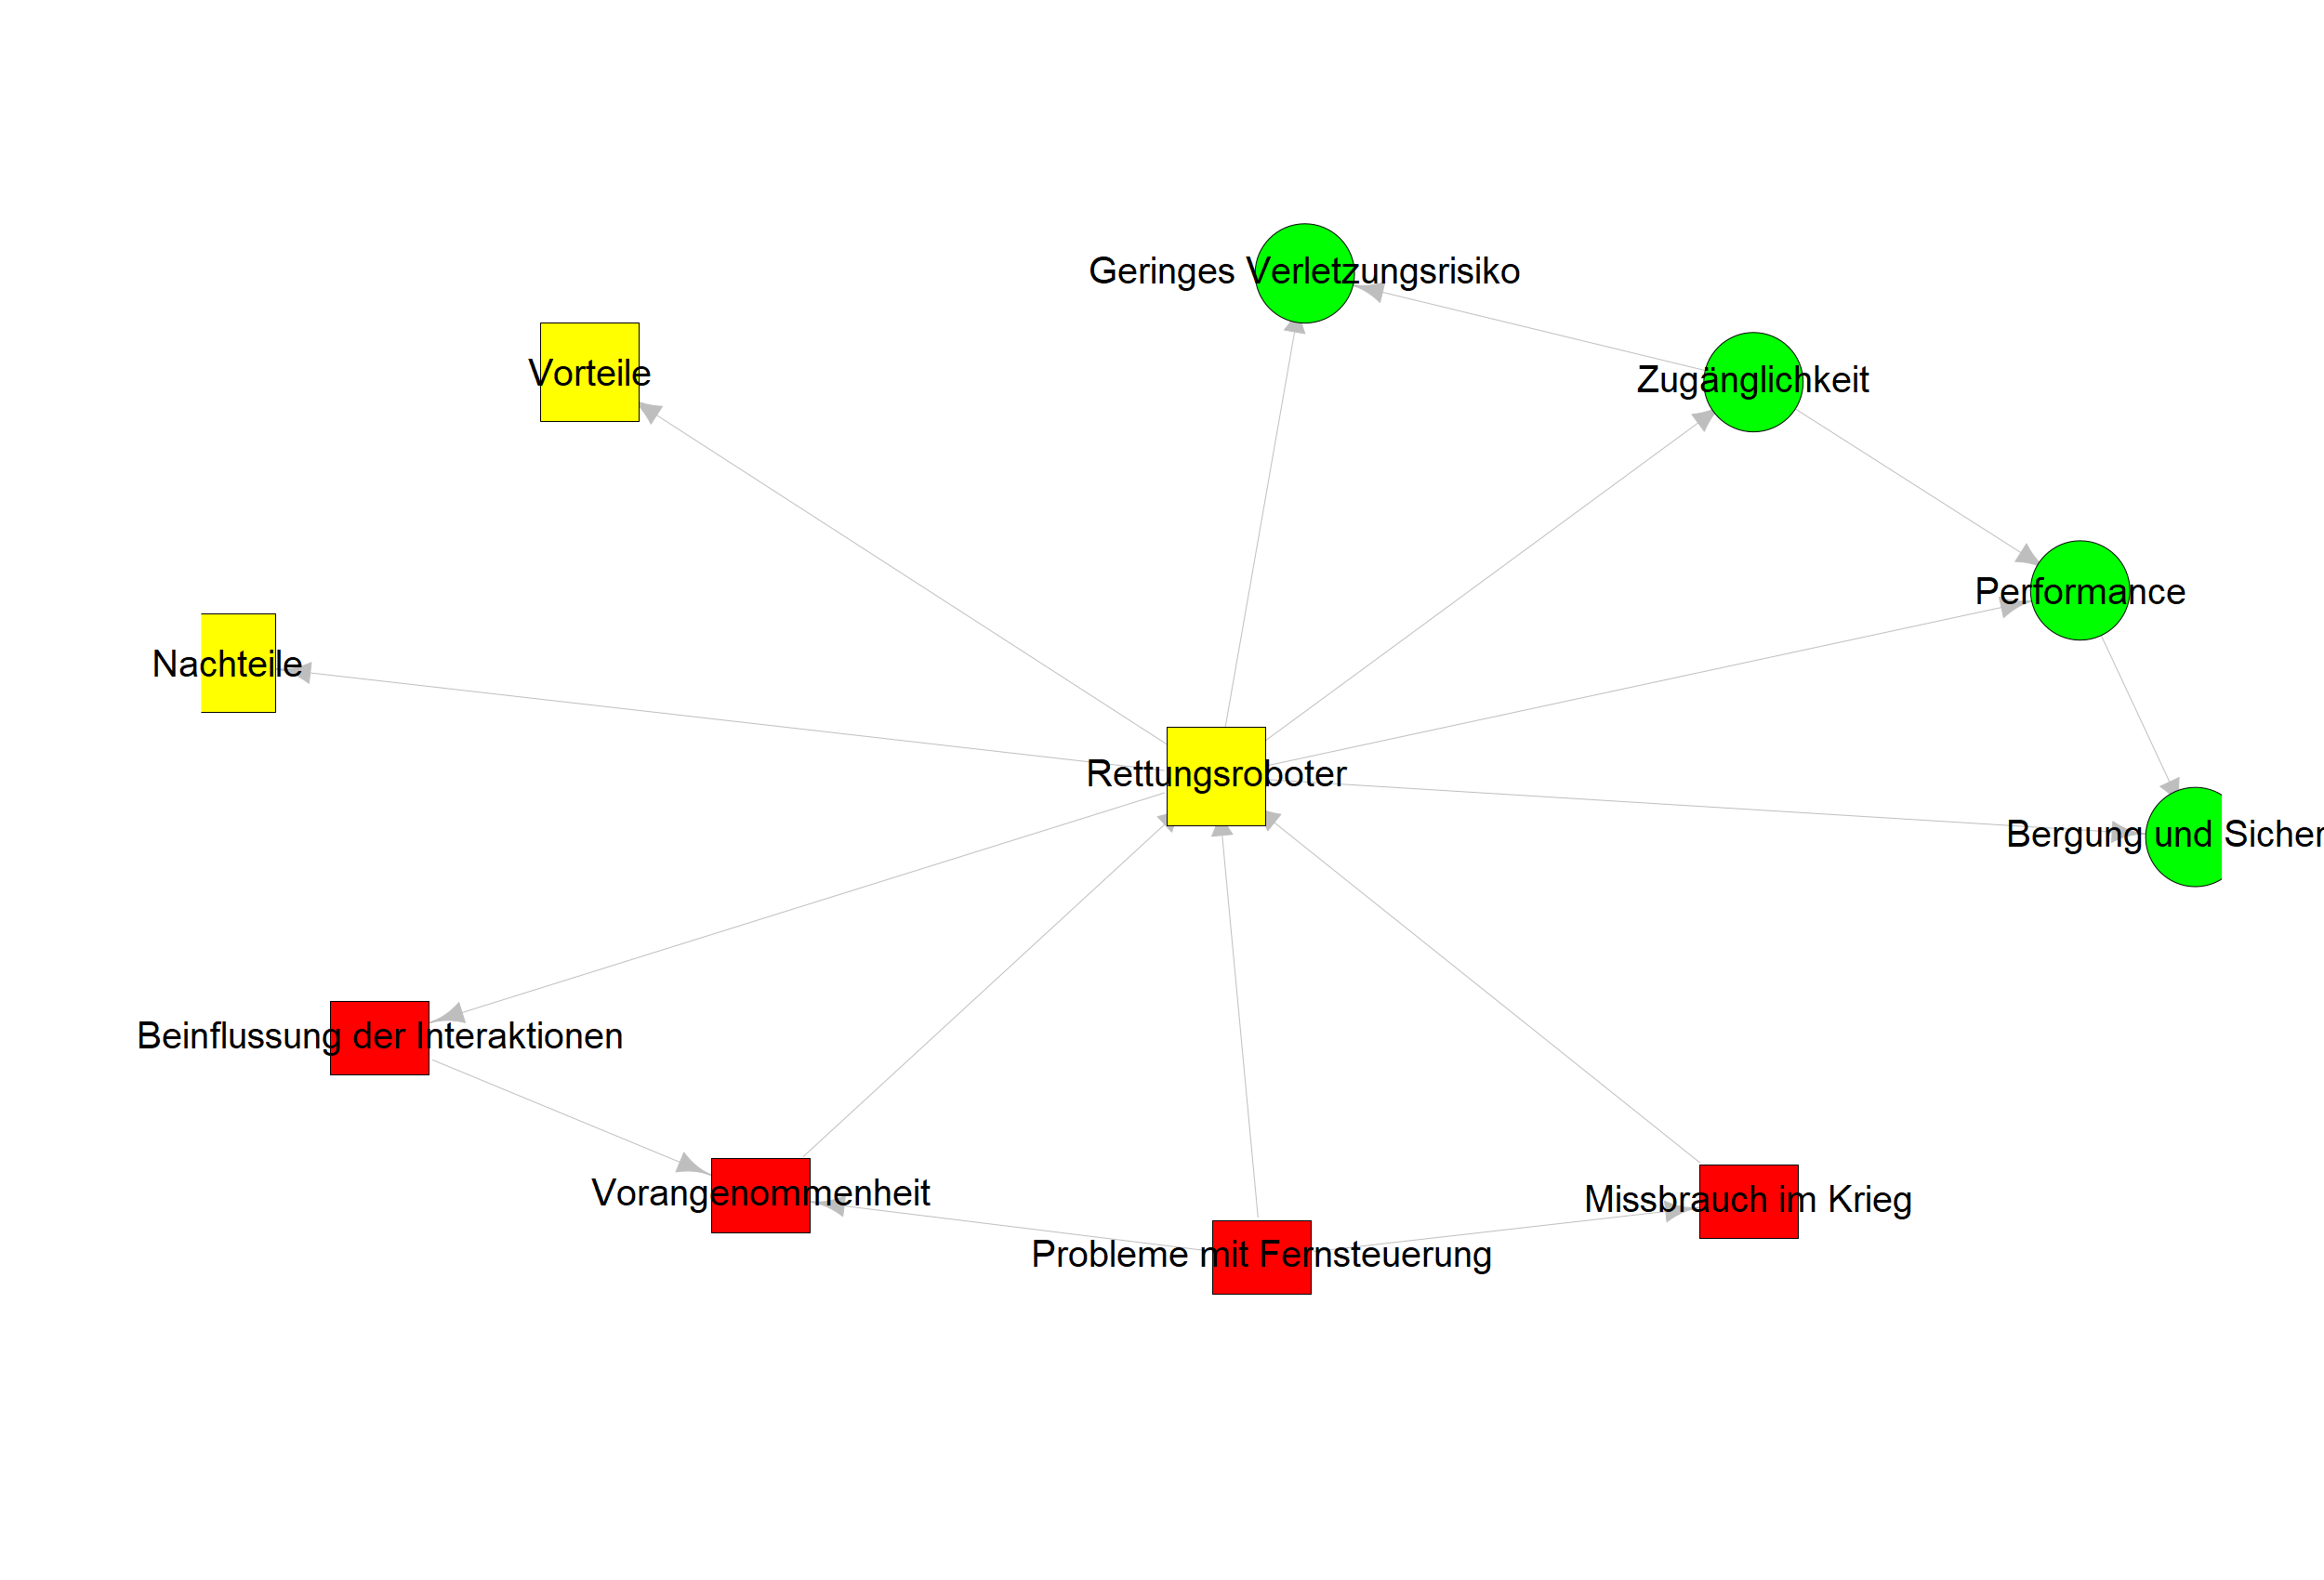 Geringes Verletzungsrisiko
Vorteile
Zugänglichkeit
Performance
Nachteile
Rettungsroboter
Bergung und Sicher
Beinflussung der Interaktionen
Vorangenommenheit
Missbrauch im Krieg
Probleme mit Fernsteuerung